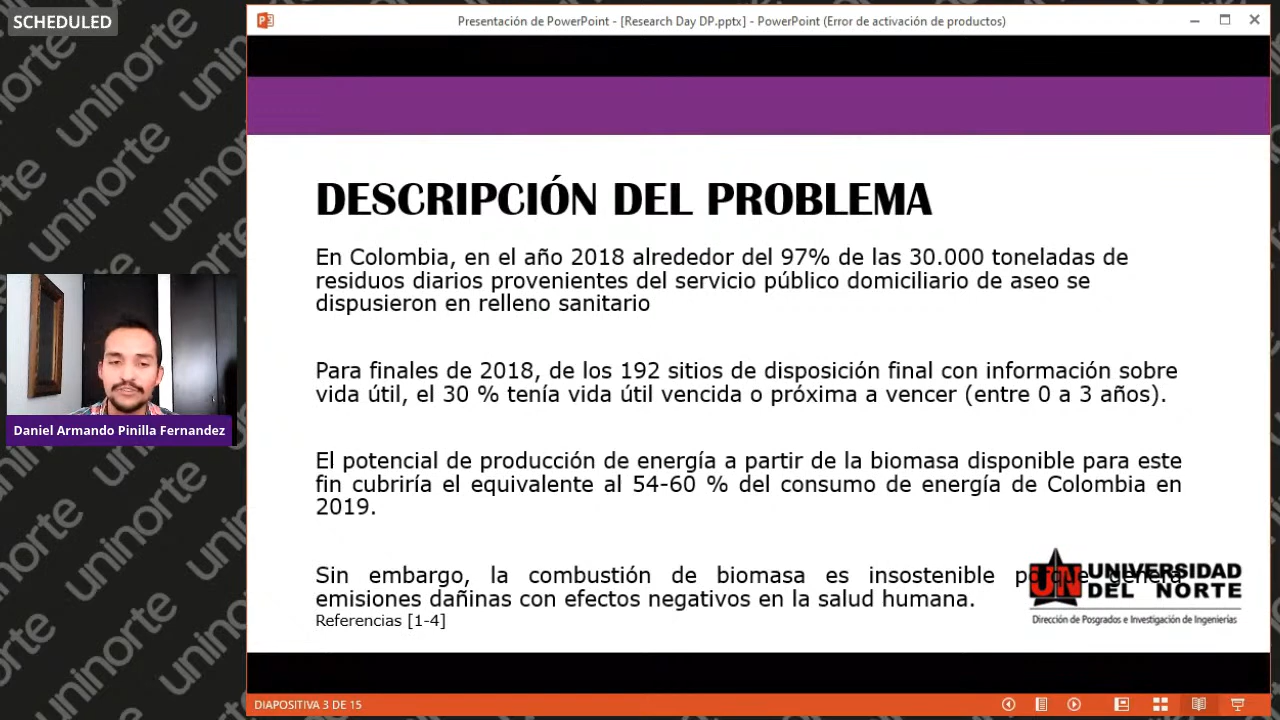 SCHEDULED
Presentación de PowerPoint - [Research Day DP.pptx] - PowerPoint (Error de activación de productos)
uninorte
DESCRIPCIÓN DEL PROBLEMA
En Colombia, en el año 2018 alrededor del 97% de las 30.000 toneladas de
residuos diarios provenientes del servicio público domiciliario de aseo se
dispusieron en relleno sanitario
Para finales de 2018, de los 192 sitios de disposición final con información sobre
vida útil, el 30 % tenía vida útil vencida o próxima a vencer (entre 0 a 3 años).
El potencial de producción de energía a partir de la biomasa disponible para este
fin cubriría el equivalente al 54-60 % del consumo de energía de Colombia en
2019.
Sin embargo, la combustión de biomasa es insostenible porque genera
emisiones dañinas con efectos negativos en la salud humana.
Referencias [1-4]
UN UNIVERSIDAD
DEL NORTE
Dirección de Posgrados e Investigación de Ingenierías
Daniel Armando Pinilla Fernandez
DIAPOSITIVA 3 DE 15